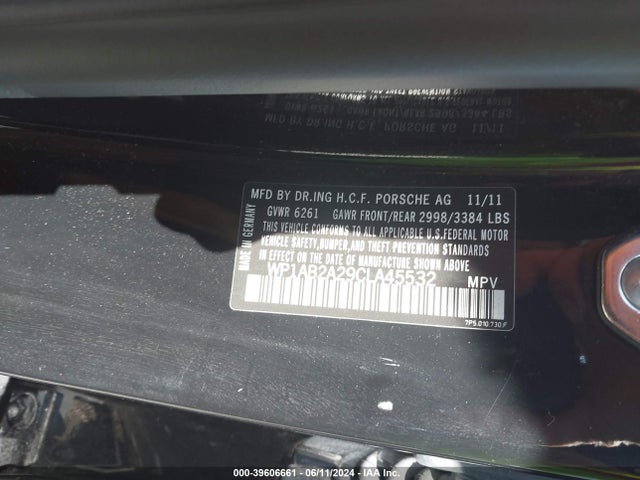 MFD BY DR.ING H.C.F. PORSCHE AG 11/11
GVWR 6261 GAWR FRONT/REAR 2998/3384 LBS
THIS VEHICLE CONFORMS TO ALL APPLICABLE U.S.FEDERAL MOTOR
VEHICLE SAFETY,BUMPER,AND THEFT PREVENTION STANDARDS
IN EFFECT ON THE DATE OF MANUFACTURE SHOWN ABOVE
WP1AB2A29CLA45532 MPV
MADE IN GERMANY
7P5.010.730.F
000-39606661 - 06/11/2024 - IAA Inc.